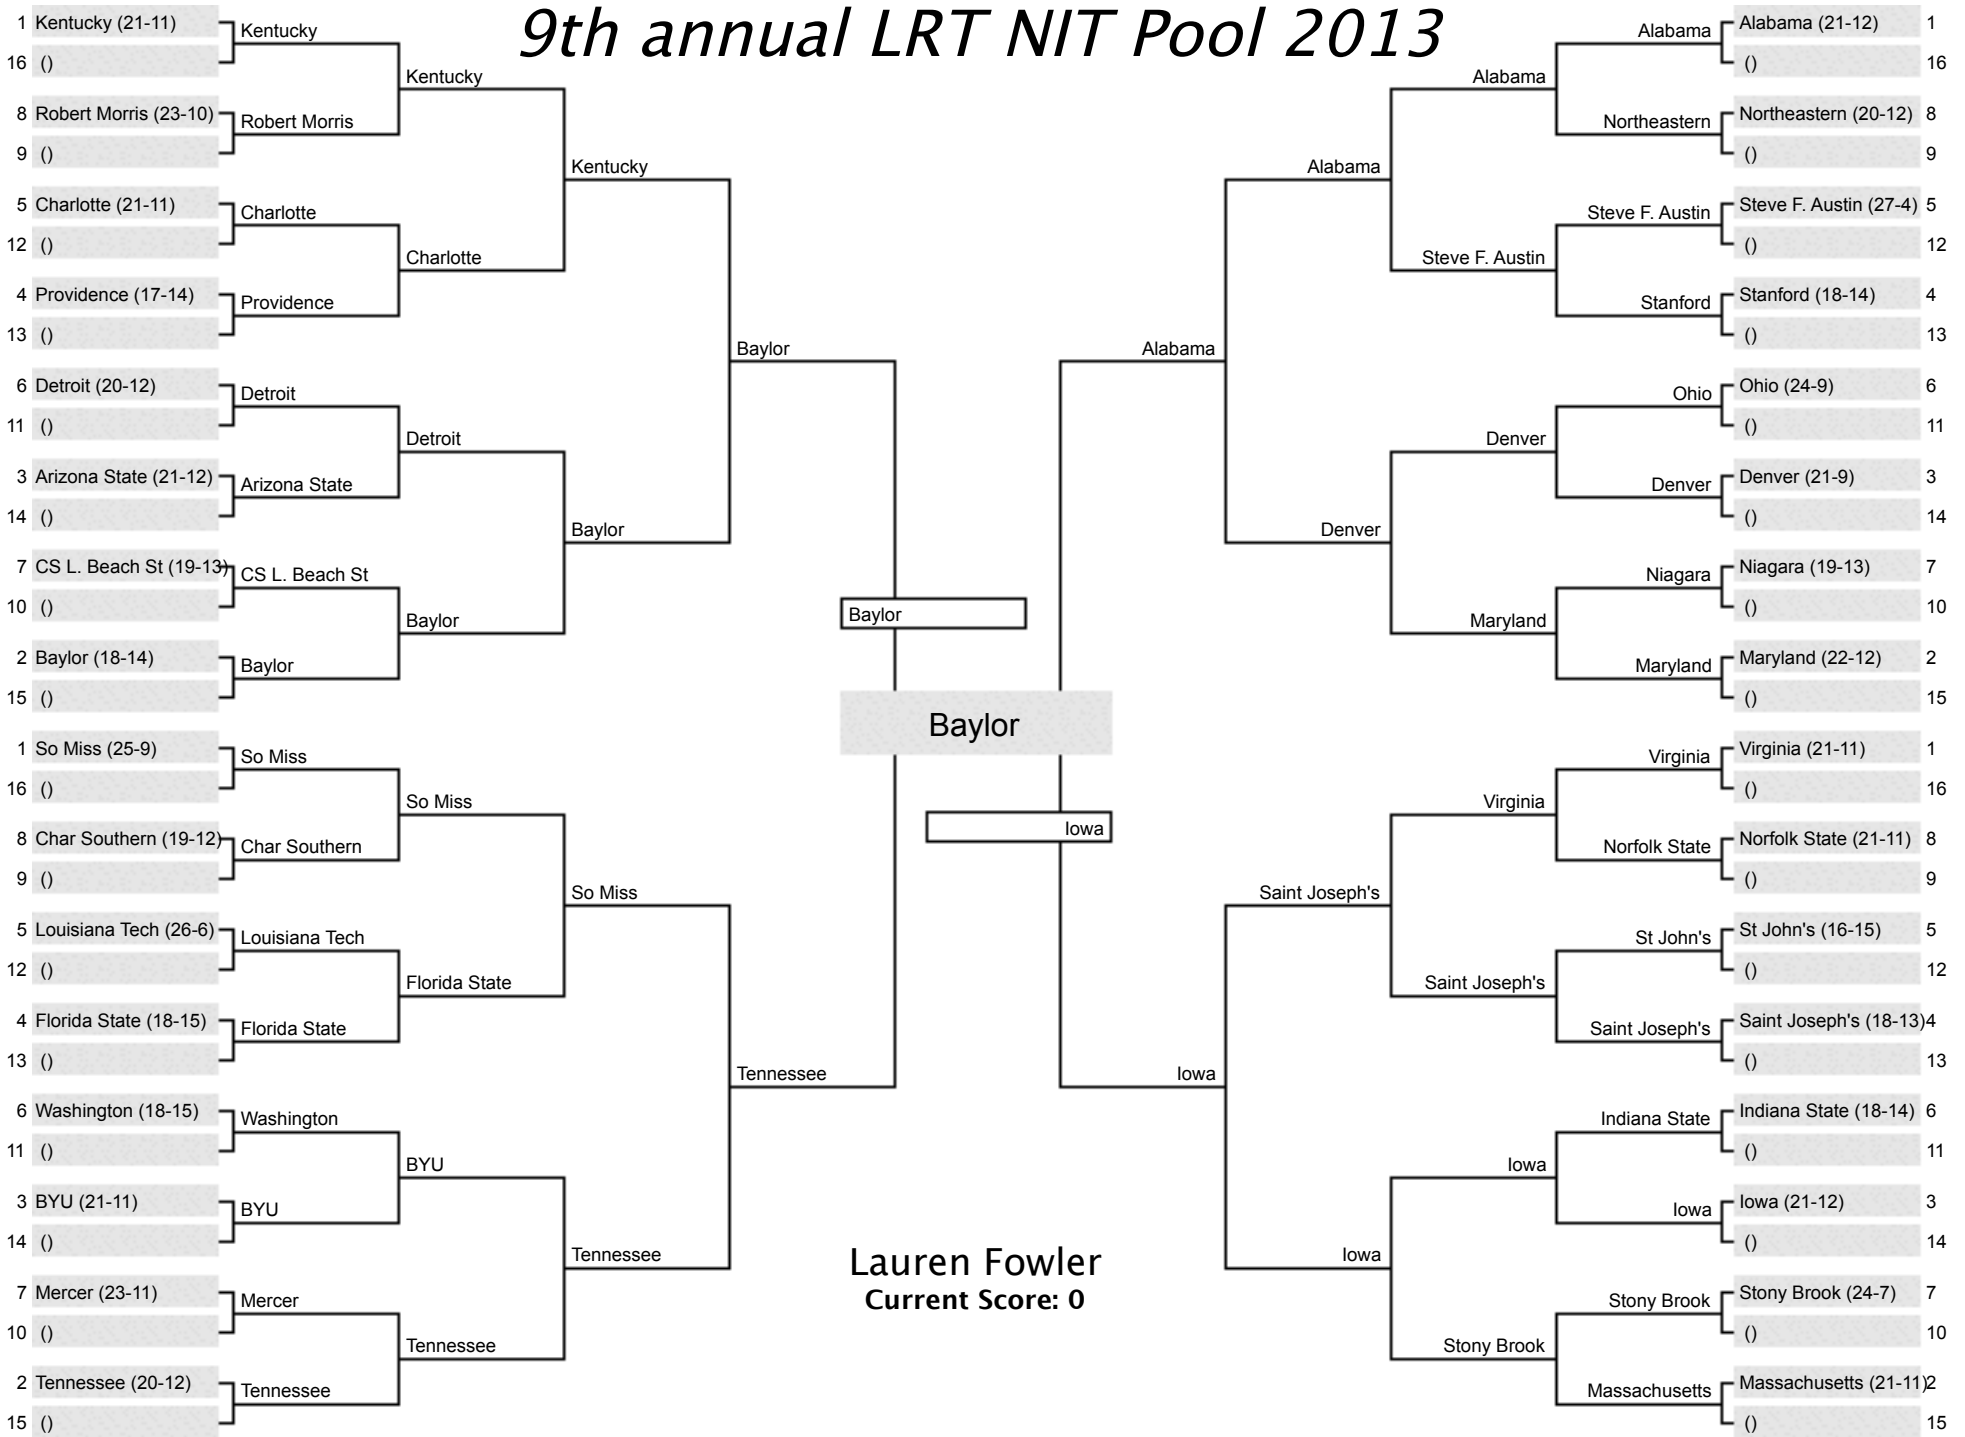 9th annual LRT NIT Pool 2013
1 Kentucky (21-11)
16 ()
8 Robert Morris (23-10)
9 ()
5 Charlotte (21-11)
12 ()
4 Providence (17-14)
13 ()
6 Detroit (20-12)
11 ()
3 Arizona State (21-12)
14 ()
7 CS L. Beach St (19-13)
10 ()
2 Baylor (18-14)
15 ()
1 So Miss (25-9)
16 ()
8 Char Southern (19-12)
9 ()
5 Louisiana Tech (26-6)
12 ()
4 Florida State (18-15)
13 ()
6 Washington (18-15)
11 ()
3 BYU (21-11)
14 ()
7 Mercer (23-11)
10 ()
2 Tennessee (20-12)
15 ()
Kentucky
Robert Morris
Charlotte
Providence
Detroit
Arizona State
CS L. Beach St
Baylor
So Miss
Char Southern
Louisiana Tech
Florida State
Washington
BYU
Mercer
Tennessee
Kentucky
Charlotte
Detroit
Baylor
So Miss
Florida State
BYU
Tennessee
Kentucky
Baylor
So Miss
Tennessee
Baylor
Tennessee
Baylor
Baylor
Iowa
Lauren Fowler
Current Score: 0
Alabama
Iowa
Alabama
Denver
Saint Joseph's
Iowa
Alabama
Steve F. Austin
Denver
Maryland
Virginia
Saint Joseph's
Iowa
Stony Brook
Alabama
Northeastern
Steve F. Austin
Stanford
Ohio
Denver
Niagara
Maryland
Virginia
Norfolk State
St John's
Saint Joseph's
Indiana State
Iowa
Stony Brook
Massachusetts
Alabama (21-12) 1
() 16
Northeastern (20-12) 8
() 9
Steve F. Austin (27-4) 5
() 12
Stanford (18-14) 4
() 13
Ohio (24-9) 6
() 11
Denver (21-9) 3
() 14
Niagara (19-13) 7
() 10
Maryland (22-12) 2
() 15
Virginia (21-11) 1
() 16
Norfolk State (21-11) 8
() 9
St John's (16-15) 5
() 12
Saint Joseph's (18-13) 4
() 13
Indiana State (18-14) 6
() 11
Iowa (21-12) 3
() 14
Stony Brook (24-7) 7
() 10
Massachusetts (21-11) 2
() 15